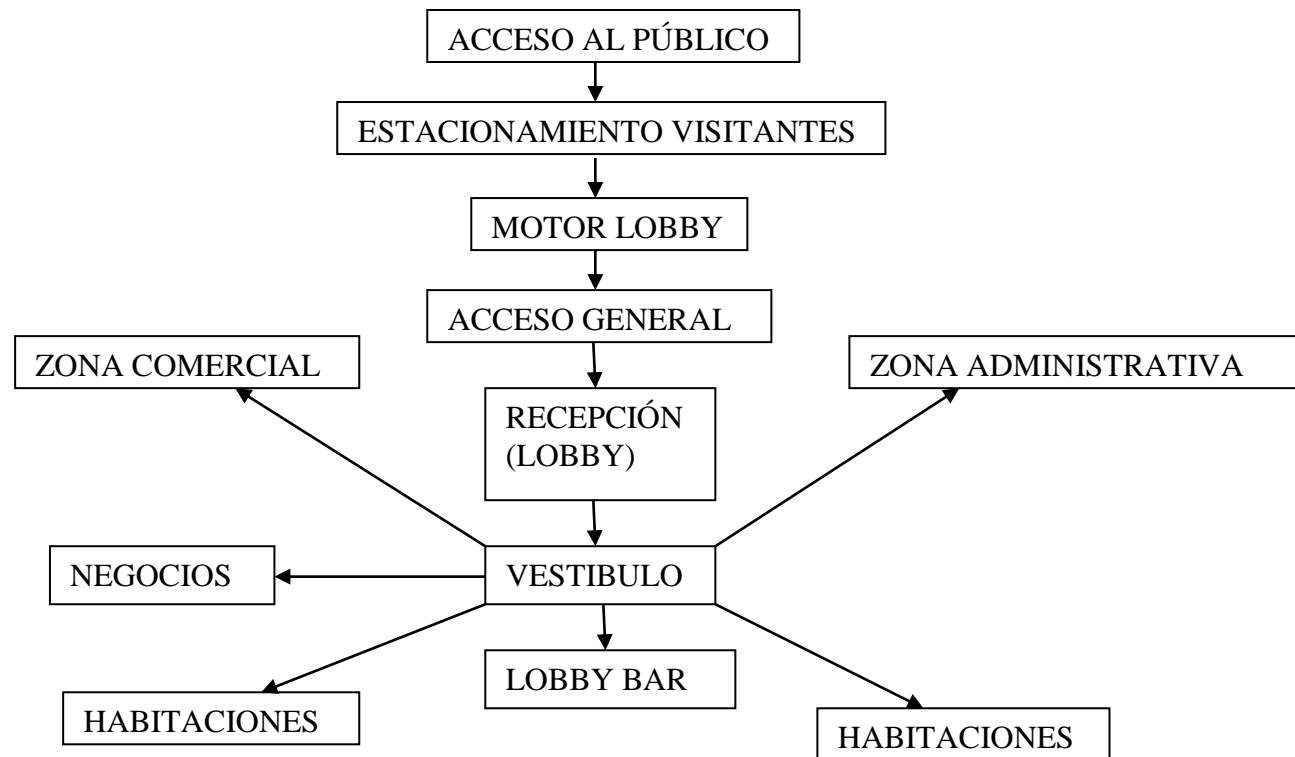 ACCESO AL PÚBLICO
ESTACIONAMIENTO VISITANTES
MOTOR LOBBY
ACCESO GENERAL
ZONA COMERCIAL
ZONA ADMINISTRATIVA
RECEPCIÓN
(LOBBY)
NEGOCIOS
VESTIBULO
LOBBY BAR
HABITACIONES
HABITACIONES